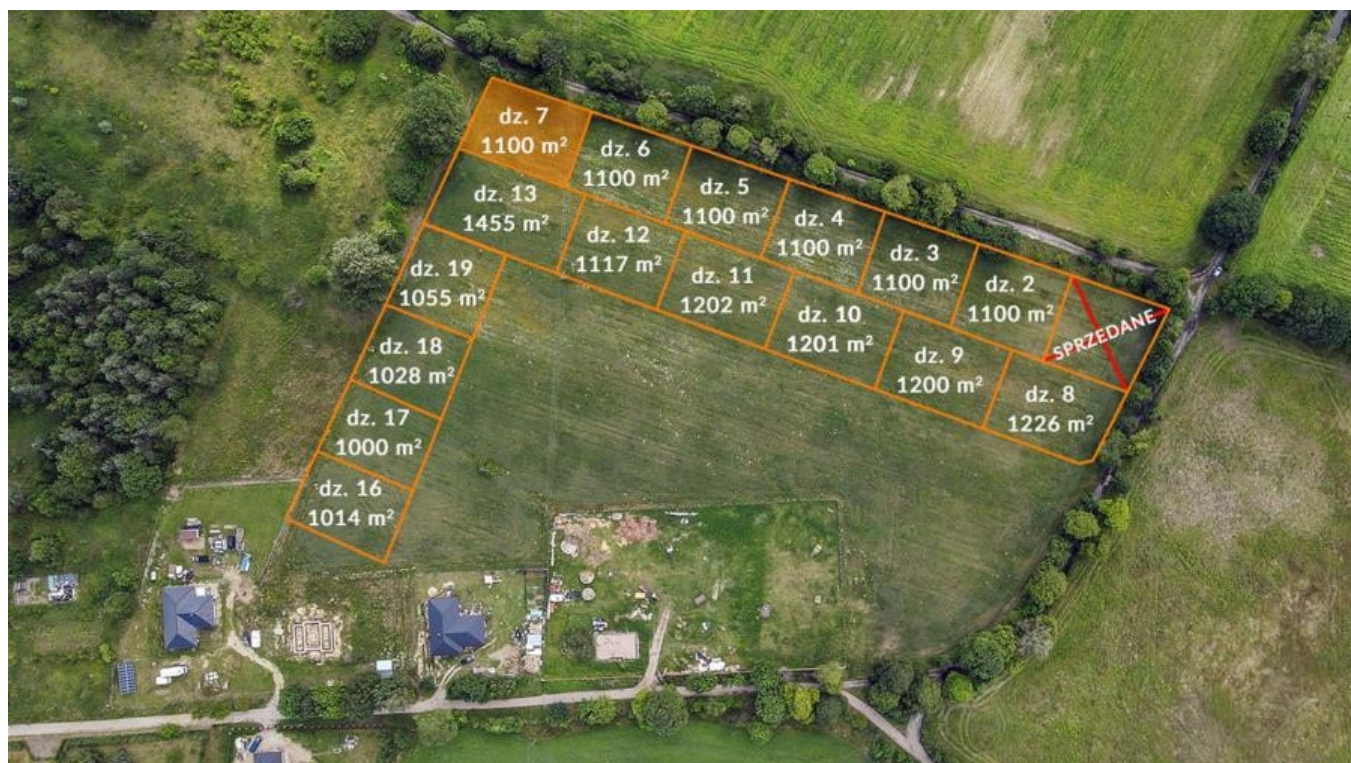 dz. 7
1100 m²
dz. 6
1100 m²
dz. 5
1100 m²
dz. 4
1100 m²
dz. 3
1100 m²
dz. 2
1100 m²
SPRZEDANE
dz. 13
1455 m²
dz. 12
1117 m²
dz. 11
1202 m²
dz. 10
1201 m²
dz. 9
1200 m²
dz. 8
1226 m²
dz. 19
1055 m²
dz. 18
1028 m²
dz. 17
1000 m²
dz. 16
1014 m²